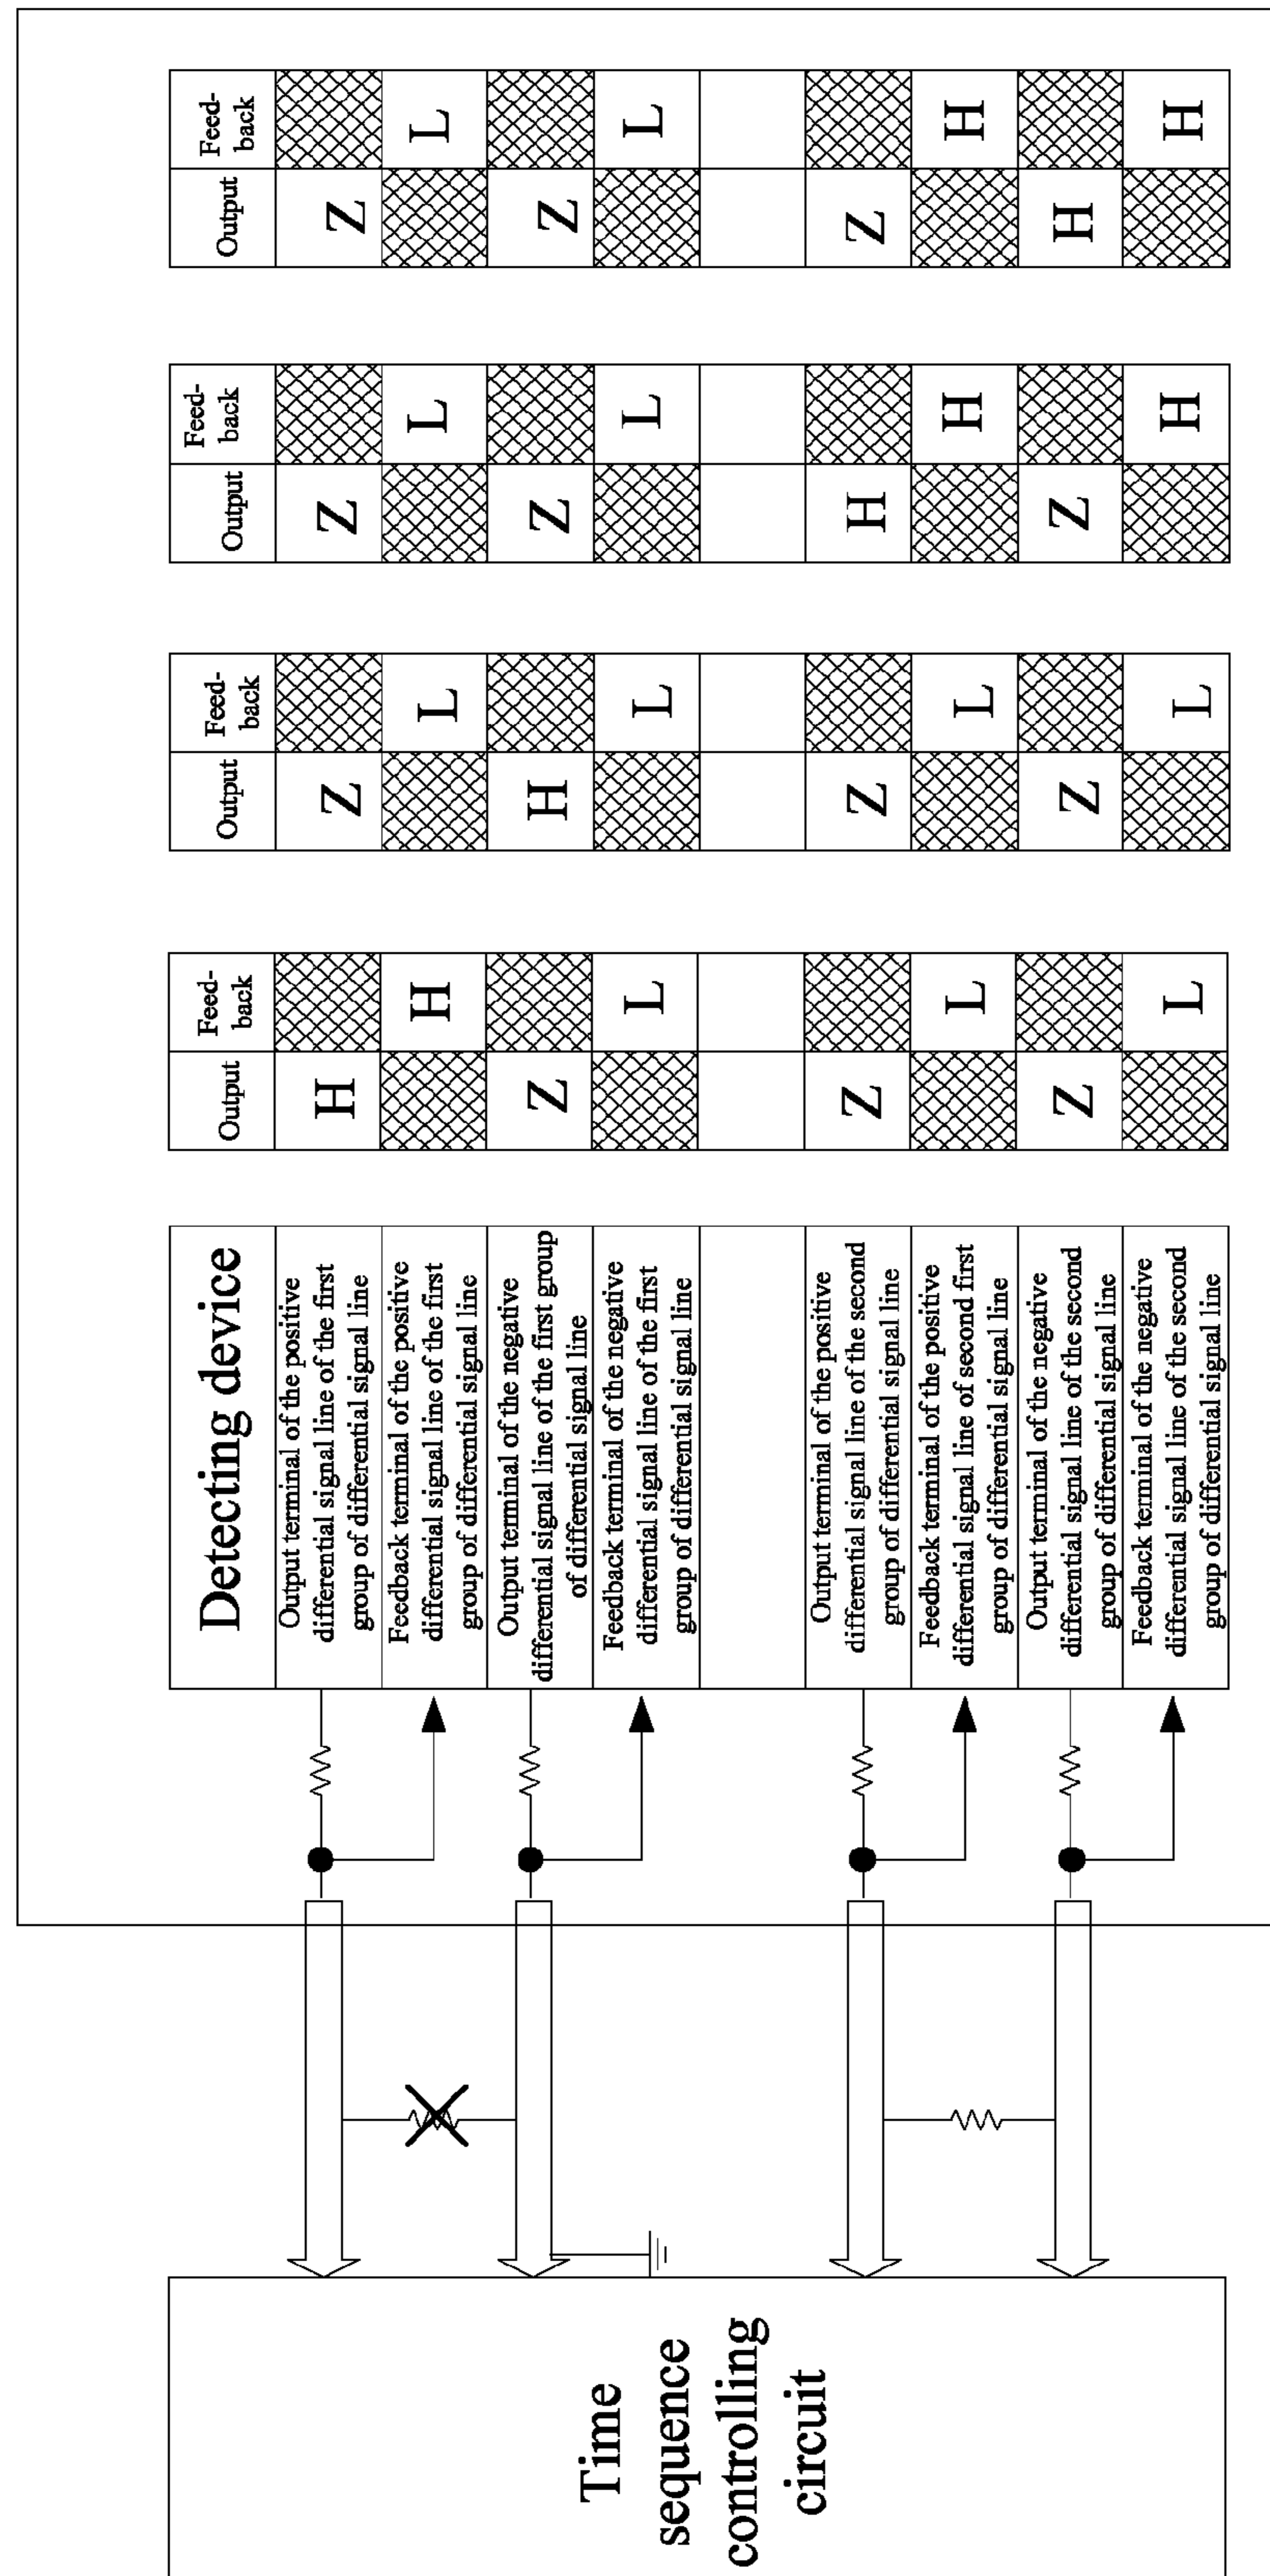 Time
sequence
controlling
circuit
Detecting device
Output terminal of the positive
differential signal line of the first
group of differential signal line
Feedback terminal of the positive
differential signal line of the first
group of differential signal line
Output terminal of the negative
differential signal line of the first group
of differential signal line
Feedback terminal of the negative
differential signal line of the first
group of differential signal line
Output terminal of the positive
differential signal line of the second
group of differential signal line
Feedback terminal of the positive
differential signal line of second first
group of differential signal line
Output terminal of the negative
differential signal line of the second
group of differential signal line
Feedback terminal of the negative
differential signal line of the second
group of differential signal line
Output
Feed-
back
H
H
Z
L
Z
L
Z
L
Output
Feed-
back
Z
L
H
L
Z
L
Z
L
Output
Feed-
back
Z
L
Z
L
H
H
Z
H
Output
Feed-
back
Z
L
Z
L
Z
H
H
H